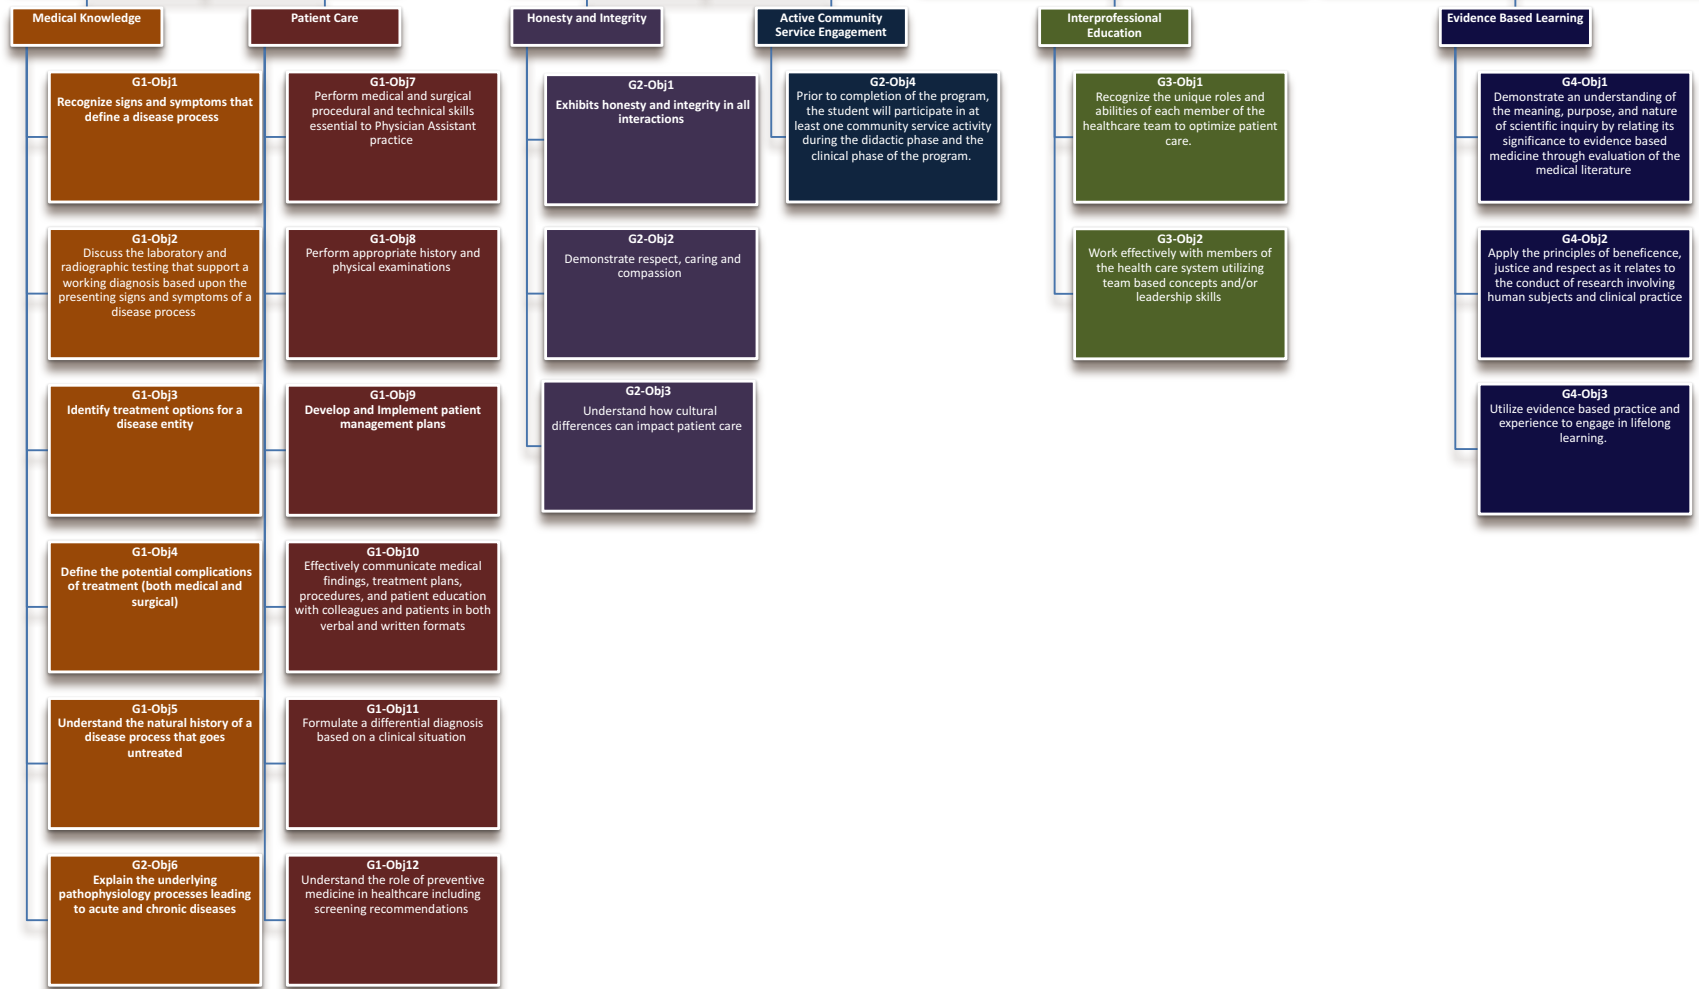 Medical Knowledge
G1-Obj1
Recognize signs and symptoms that
define a disease process
G1-Obj2
Discuss the laboratory and
radiographic testing that support a
working diagnosis based upon the
presenting signs and symptoms of a
disease process
G1-Obj3
Identify treatment options for a
disease entity
G1-Obj4
Define the potential complications
of treatment (both medical and
surgical)
G1-Obj5
Understand the natural history of a
disease process that goes
untreated
G2-Obj6
Explain the underlying
pathophysiology processes leading
to acute and chronic diseases
Patient Care
G1-Obj7
Perform medical and surgical
procedural and technical skills
essential to Physician Assistant
practice
G1-Obj8
Perform appropriate history and
physical examinations
G1-Obj9
Develop and Implement patient
management plans
G1-Obj10
Effectively communicate medical
findings, treatment plans,
procedures, and patient education
with colleagues and patients in both
verbal and written formats
G1-Obj11
Formulate a differential diagnosis
based on a clinical situation
G1-Obj12
Understand the role of preventive
medicine in healthcare including
screening recommendations
Honesty and Integrity
G2-Obj1
Exhibits honesty and integrity in all
interactions
G2-Obj2
Demonstrate respect, caring and
compassion
G2-Obj3
Understand how cultural
differences can impact patient care
Active Community
Service Engagement
G2-Obj4
Prior to completion of the program,
the student will participate in at
least one community service activity
during the didactic phase and the
clinical phase of the program.
Interprofessional
Education
G3-Obj1
Recognize the unique roles and
abilities of each member of the
healthcare team to optimize patient
care.
G3-Obj2
Work effectively with members of
the health care system utilizing
team based concepts and/or
leadership skills
Evidence Based Learning
G4-Obj1
Demonstrate an understanding of
the meaning, purpose, and nature
of scientific inquiry by relating its
significance to evidence based
medicine through evaluation of the
medical literature
G4-Obj2
Apply the principles of beneficence,
justice and respect as it relates to
the conduct of research involving
human subjects and clinical practice
G4-Obj3
Utilize evidence based practice and
experience to engage in lifelong
learning.